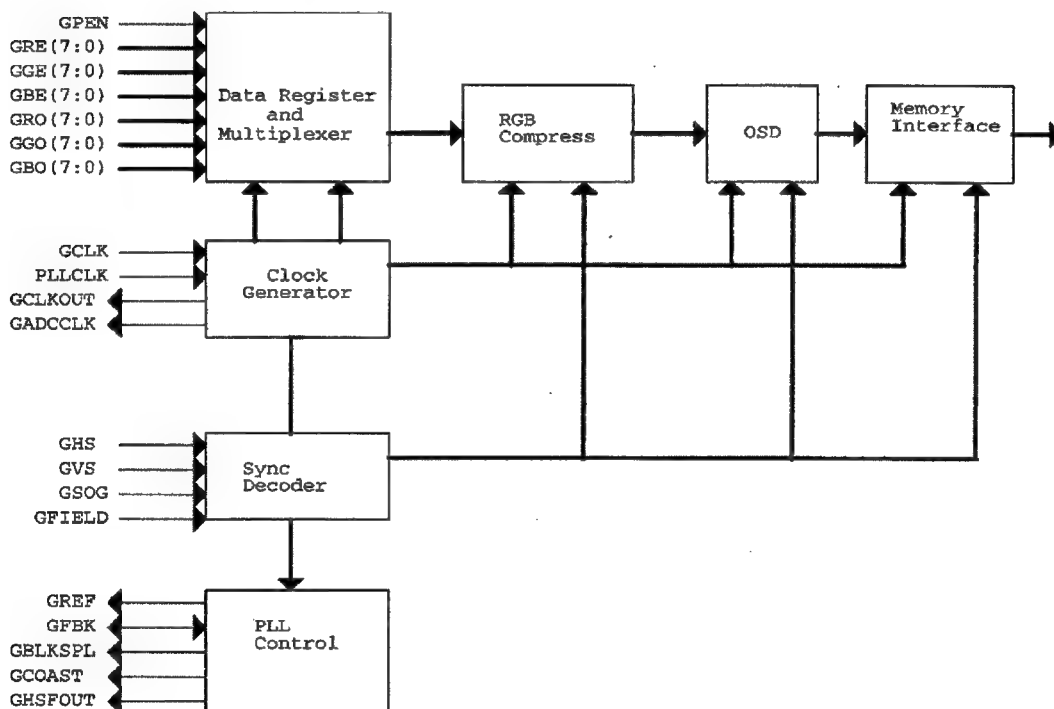 GPEN
GRE(7:0)
GGE(7:0)
GBE(7:0)
GRO(7:0)
GGO(7:0)
GBO(7:0)
Data Register
and
Multiplexer
RGB
Compress
OSD
Memory
Interface
GCLK
PLLCLK
GCLKOUT
GADCCLK
Clock
Generator
GHS
GVS
GSOG
GFIELD
Sync
Decoder
GREF
GFBK
GBLKSPL
GCOAST
GHSFOUT
PLL
Control